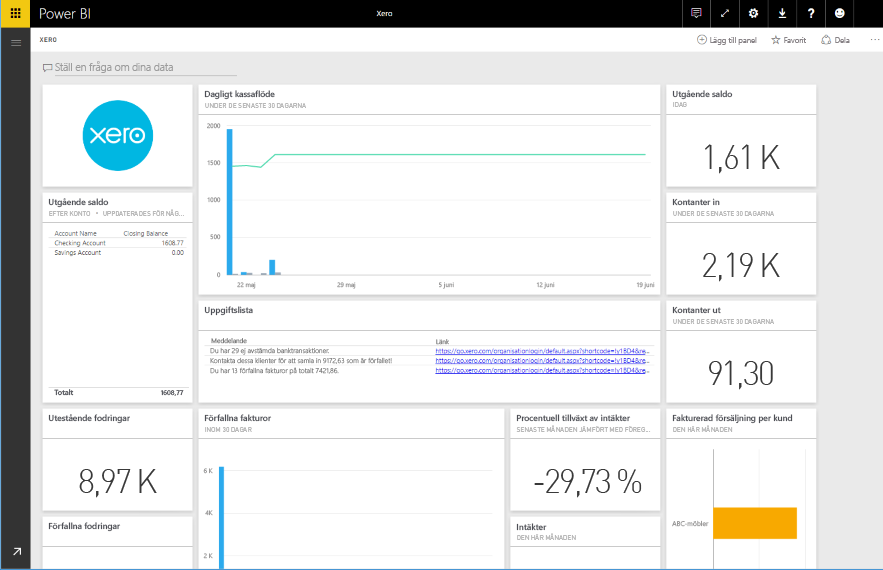 Power BI
Xero
?
XERO
Lägg till panel
Favorit
Dela
Ställ en fråga om dina data
xero
Dagligt kassaflöde
UNDER DE SENASTE 30 DAGARNA
2000
1500
1000
500
0
22 maj
29 maj
5 juni
12 juni
19 juni
Utgående saldo
IDAG
1,61 K
Utgående saldo
EFTER KONTO • UPPDATERADES FÖR NÅG...
Account Name Closing Balance
Checking Account 1608.77
Savings Account 0.00
Totalt 1608,77
Kontanter in
UNDER DE SENASTE 30 DAGARNA
2,19 K
Uppgiftslista
Meddelande Länk
Du har 29 ej avstämda banktransaktioner. https://go.xero.com/organisationlogin/default.aspx?shortcode=!v1BD4&re...
Kontakta dessa klienter för att samla in 9172,63 som är förfallet! https://go.xero.com/organisationlogin/default.aspx?shortcode=!v1BD4&re...
Du har 13 förfallna fakturor på totalt 7421,86. https://go.xero.com/organisationlogin/default.aspx?shortcode=!v1BD4&re...
Kontanter ut
UNDER DE SENASTE 30 DAGARNA
91,30
Utestående fodringar
8,97 K
Förfallna fakturor
INOM 30 DAGAR
6 K
4K
2 K
Procentuell tillväxt av intäkter
SENASTE MÅNADEN JÄMFÖRT MED FÖREG...
-29,73 %
Fakturerad försäljning per kund
DEN HÄR MÅNADEN
ABC-möbler
Förfallna fodringar
Intäkter
DEN HÄR MÅNADEN